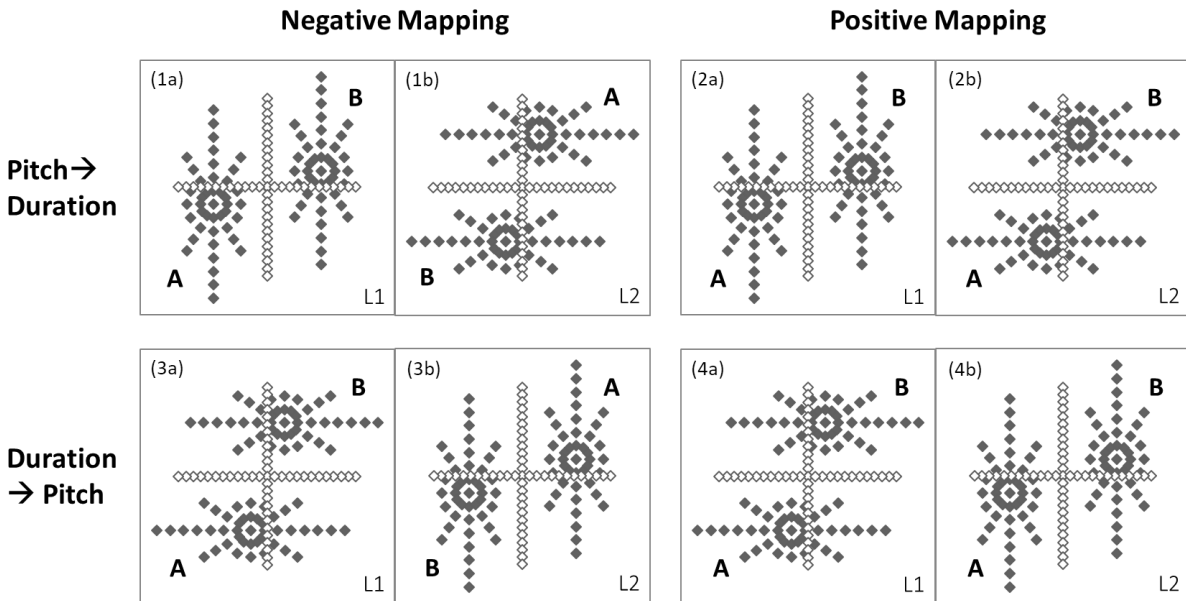 Negative Mapping
Positive Mapping
Pitch→
Duration
(1a)
B
A
L1
(1b)
A
B
L2
(2a)
B
A
L1
(2b)
B
A
L2
Duration
→ Pitch
(3a)
B
A
L1
(3b)
A
B
L2
(4a)
B
A
L1
(4b)
B
A
L2